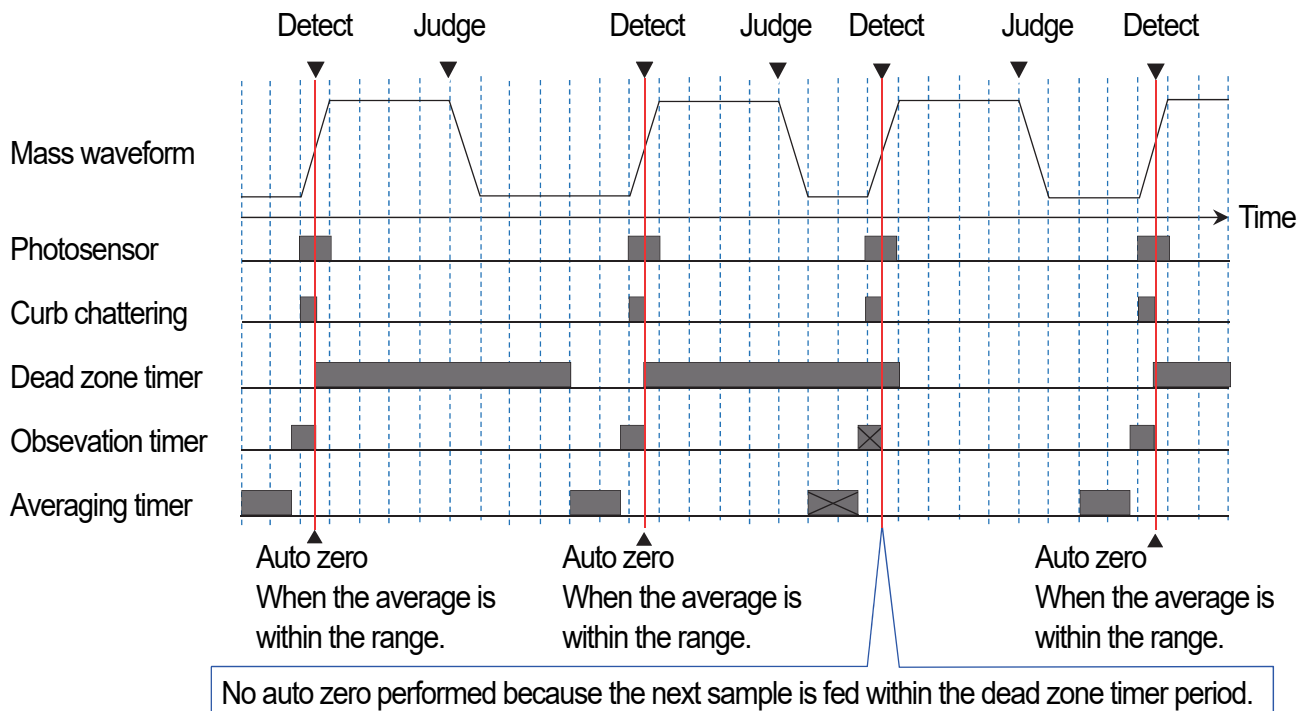 Detect Judge Detect Judge Detect Judge Detect
Mass waveform
Time
Photosensor
Curb chattering
Dead zone timer
Obsevation timer
Averaging timer
Auto zero Auto zero Auto zero
When the average is When the average is When the average is
within the range. within the range. within the range.
No auto zero performed because the next sample is fed within the dead zone timer period.